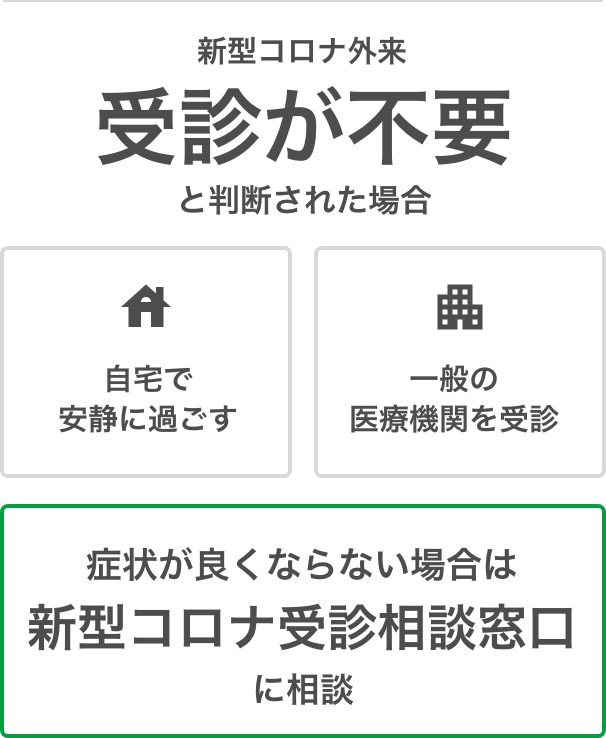 新型コロナ外来
受診が不要
と判断された場合
自宅で
安静に過ごす
一般の
医療機関を受診
症状が良くならない場合は
新型コロナ受診相談窓口
に相談